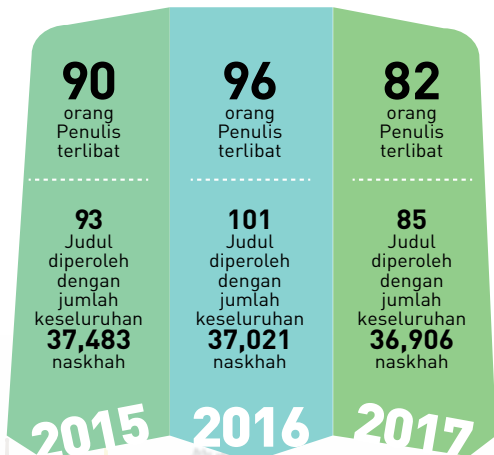 90
orang
Penulis
terlibat
93
Judul
diperoleh
dengan
jumlah
keseluruhan
37,483
naskhah
2015
96
orang
Penulis
terlibat
101
Judul
diperoleh
dengan
jumlah
keseluruhan
37,021
naskhah
2016
82
orang
Penulis
terlibat
85
Judul
diperoleh
dengan
jumlah
keseluruhan
36,906
naskhah
2017